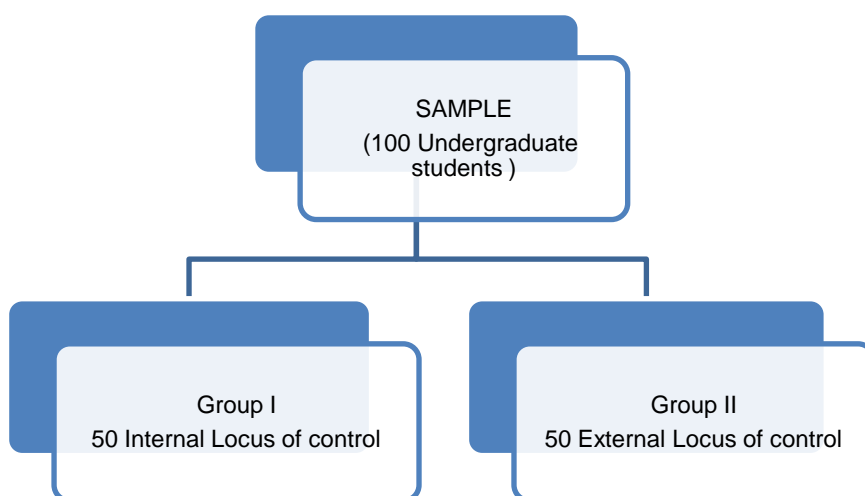 SAMPLE
(100 Undergraduate
students )
Group I
50 Internal Locus of control
Group II
50 External Locus of control